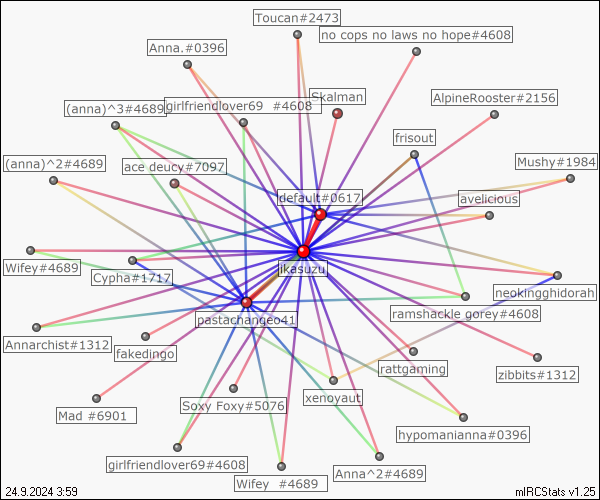 Toucan#2473
no cops no laws no hope#4608
Anna.#0396
Skalman
AlpineRooster#2156
(anna)^3#4689
girlfriendlover69 #4608
frisout
(anna)^2#4689
ace deucy#7097
Mushy#1984
default#0617
avelicious
Wifey#4689
Cypha#1717
jikasuzu
neokingghidorah
pastachangeo41
ramshackle gorey#4608
Annarchist#1312
fakedingo
rattgaming
zibbits#1312
Mad #6901
Soxy Foxy#5076
xenoyaut
hypomanianna#0396
girlfriendlover69#4608
Wifey #4689
Anna^2#4689
24.9.2024 3:59
mIRCStats v1.25